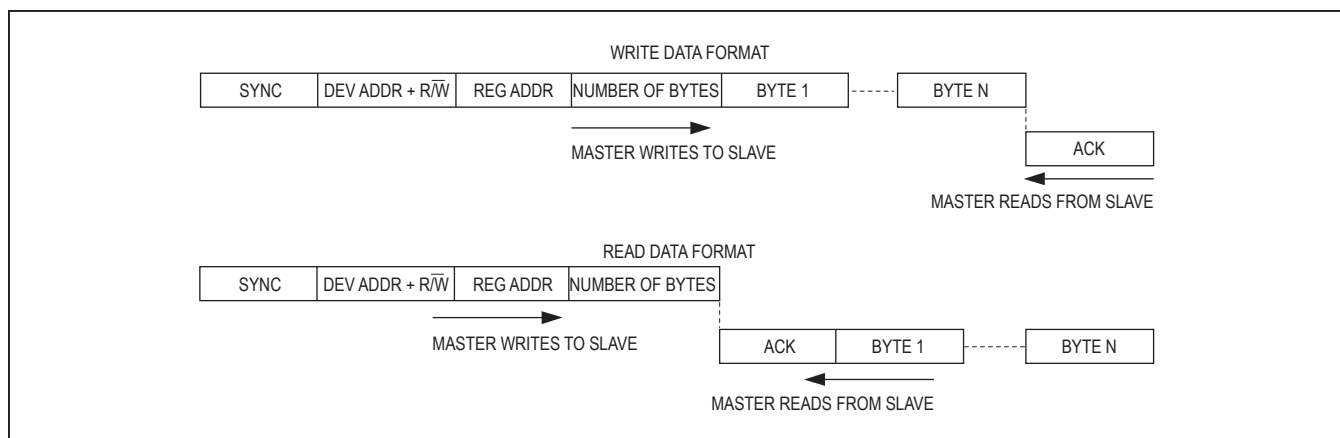 WRITE DATA FORMAT
SYNC DEV ADDR + R/W̅ REG ADDR NUMBER OF BYTES BYTE 1 BYTE N
MASTER WRITES TO SLAVE
ACK
MASTER READS FROM SLAVE
READ DATA FORMAT
SYNC DEV ADDR + R/W̅ REG ADDR NUMBER OF BYTES
MASTER WRITES TO SLAVE
ACK BYTE 1 BYTE N
MASTER READS FROM SLAVE